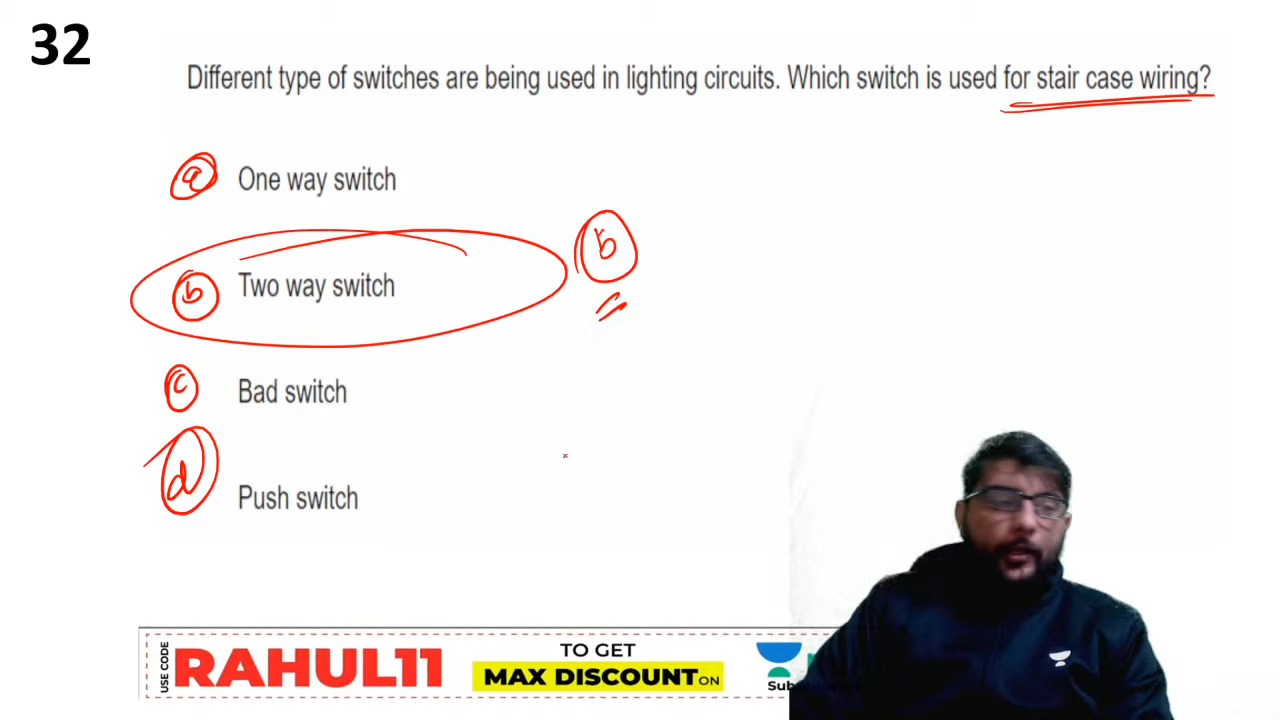 32
Different type of switches are being used in lighting circuits. Which switch is used for stair case wiring?
a One way switch
b Two way switch
b
c Bad switch
d Push switch
USE CODE
RAHUL11
TO GET
MAX DISCOUNT ON